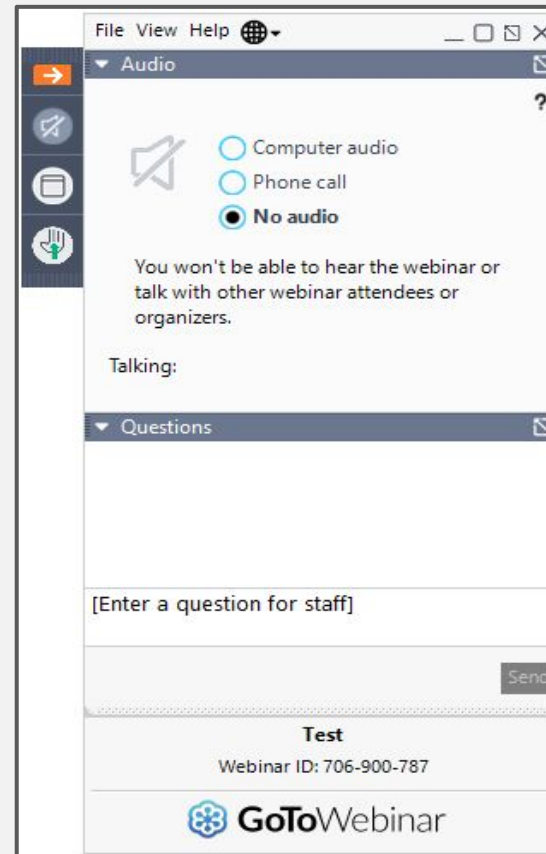 File View Help
Audio
?
Computer audio
Phone call
No audio
You won't be able to hear the webinar or
talk with other webinar attendees or
organizers.
Talking:
Questions
[Enter a question for staff]
Send
Test
Webinar ID: 706-900-787
GoToWebinar